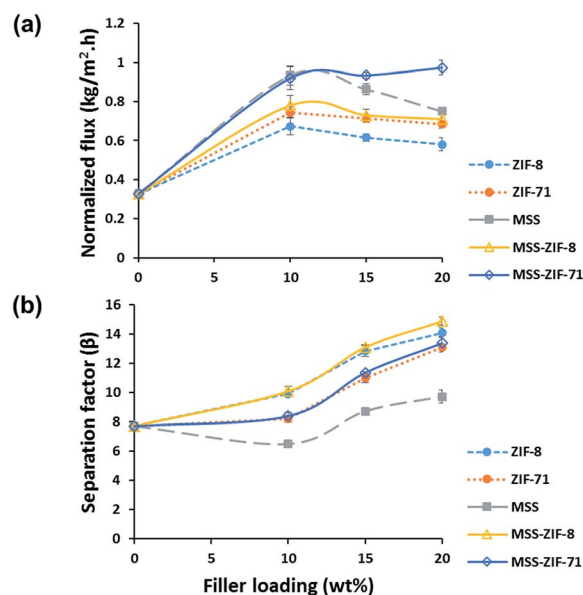 (a)
Normalized flux (kg/m².h)
1.2
1
0.8
0.6
0.4
0.2
0
0
5
10
15
20
ZIF-8
ZIF-71
MSS
MSS-ZIF-8
MSS-ZIF-71
(b)
Separation factor (β)
16
14
12
10
8
6
4
2
0
0
5
10
15
20
Filler loading (wt%)
ZIF-8
ZIF-71
MSS
MSS-ZIF-8
MSS-ZIF-71